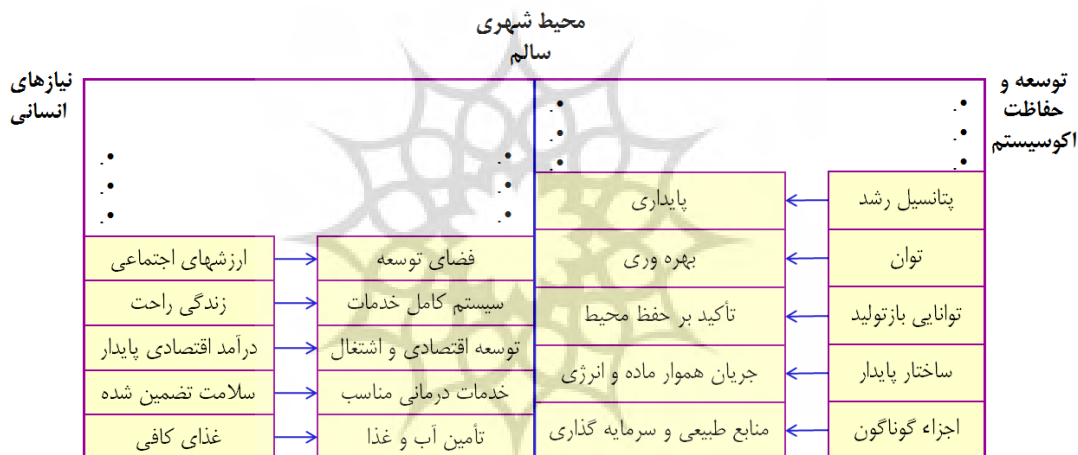 محیط شهری
سالم
توسعه و
حفاظت
اکوسیستم
نیازهای
انسانی
پتانسیل رشد
پایداری
توان
بهره وری
توانایی بازتولید
تأکید بر حفظ محیط
ساختار پایدار
جریان هموار ماده و انرژی
اجزاء گوناگون
منابع طبیعی و سرمایه گذاری
فضای توسعه
ارزشهای اجتماعی
سیستم کامل خدمات
زندگی راحت
توسعه اقتصادی و اشتغال
درآمد اقتصادی پایدار
خدمات درمانی مناسب
سلامت تضمین شده
تأمین آب و غذا
غذای کافی